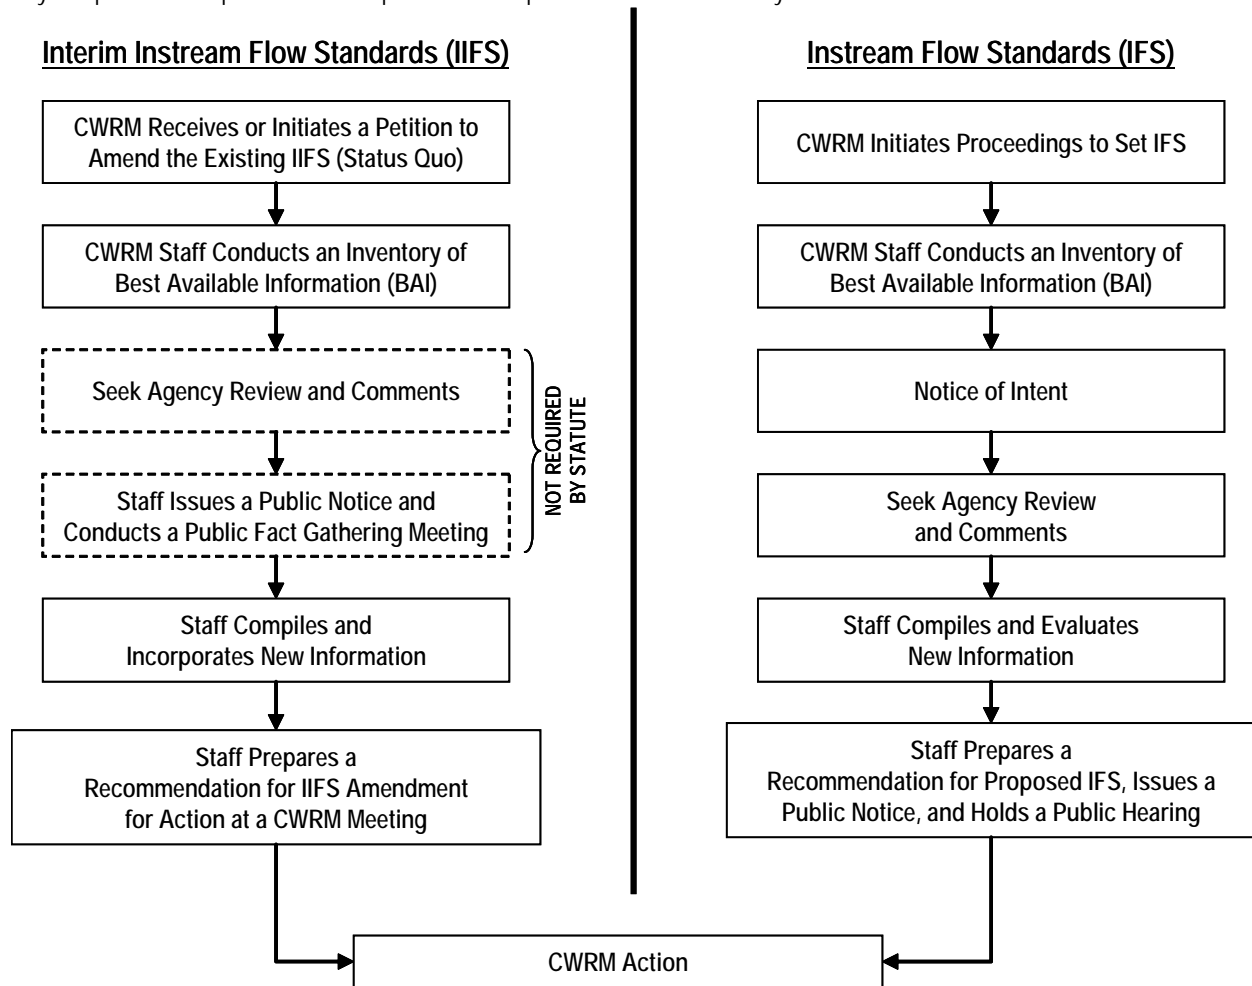 Interim Instream Flow Standards (IIFS)
CWRM Receives or Initiates a Petition to
Amend the Existing IIFS (Status Quo)
CWRM Staff Conducts an Inventory of
Best Available Information (BAI)
Seek Agency Review and Comments
Staff Issues a Public Notice and
Conducts a Public Fact Gathering Meeting
NOT REQUIRED
BY STATUTE
Staff Compiles and
Incorporates New Information
Staff Prepares a
Recommendation for IIFS Amendment
for Action at a CWRM Meeting
Instream Flow Standards (IFS)
CWRM Initiates Proceedings to Set IFS
CWRM Staff Conducts an Inventory of
Best Available Information (BAI)
Notice of Intent
Seek Agency Review
and Comments
Staff Compiles and Evaluates
New Information
Staff Prepares a
Recommendation for Proposed IFS, Issues a
Public Notice, and Holds a Public Hearing
CWRM Action